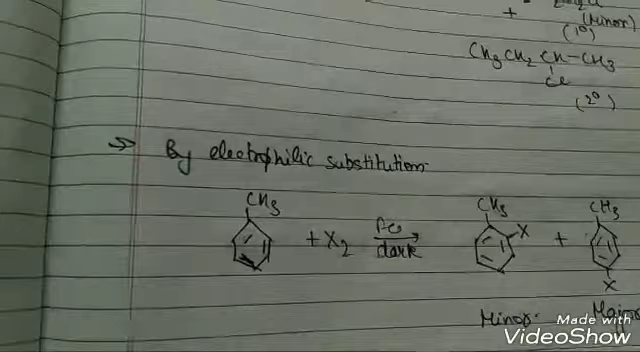 + (Minor)
(1°)
CH3CH2CH-CH3
Cl
(2°)
⇒ By electrophilic substitution
CH3 CH3 CH3
+ X2 Fe X +
dark
X
Minor. Major
Made with
VideoShow